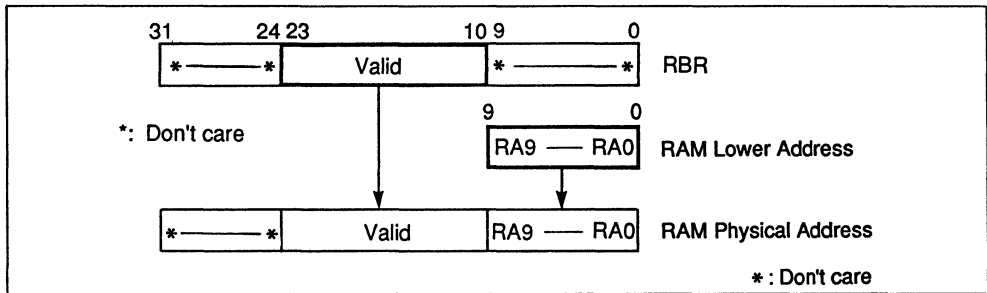 31 24 23 10 9 0
* —— * Valid * —— * RBR
*: Don't care
9 0
RA9 — RA0 RAM Lower Address
* —— * Valid RA9 — RA0 RAM Physical Address
* : Don't care